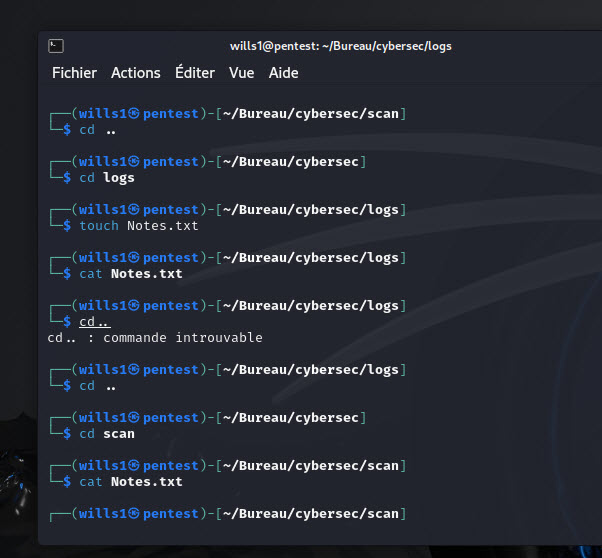 wills1@pentest: ~/Bureau/cybersec/logs
Fichier Actions Éditer Vue Aide
┌──(wills1㉿pentest)-[~/Bureau/cybersec/scan]
└─$ cd ..
┌──(wills1㉿pentest)-[~/Bureau/cybersec]
└─$ cd logs
┌──(wills1㉿pentest)-[~/Bureau/cybersec/logs]
└─$ touch Notes.txt
┌──(wills1㉿pentest)-[~/Bureau/cybersec/logs]
└─$ cat Notes.txt
┌──(wills1㉿pentest)-[~/Bureau/cybersec/logs]
└─$ cd..
cd.. : commande introuvable
┌──(wills1㉿pentest)-[~/Bureau/cybersec/logs]
└─$ cd ..
┌──(wills1㉿pentest)-[~/Bureau/cybersec]
└─$ cd scan
┌──(wills1㉿pentest)-[~/Bureau/cybersec/scan]
└─$ cat Notes.txt
┌──(wills1㉿pentest)-[~/Bureau/cybersec/scan]